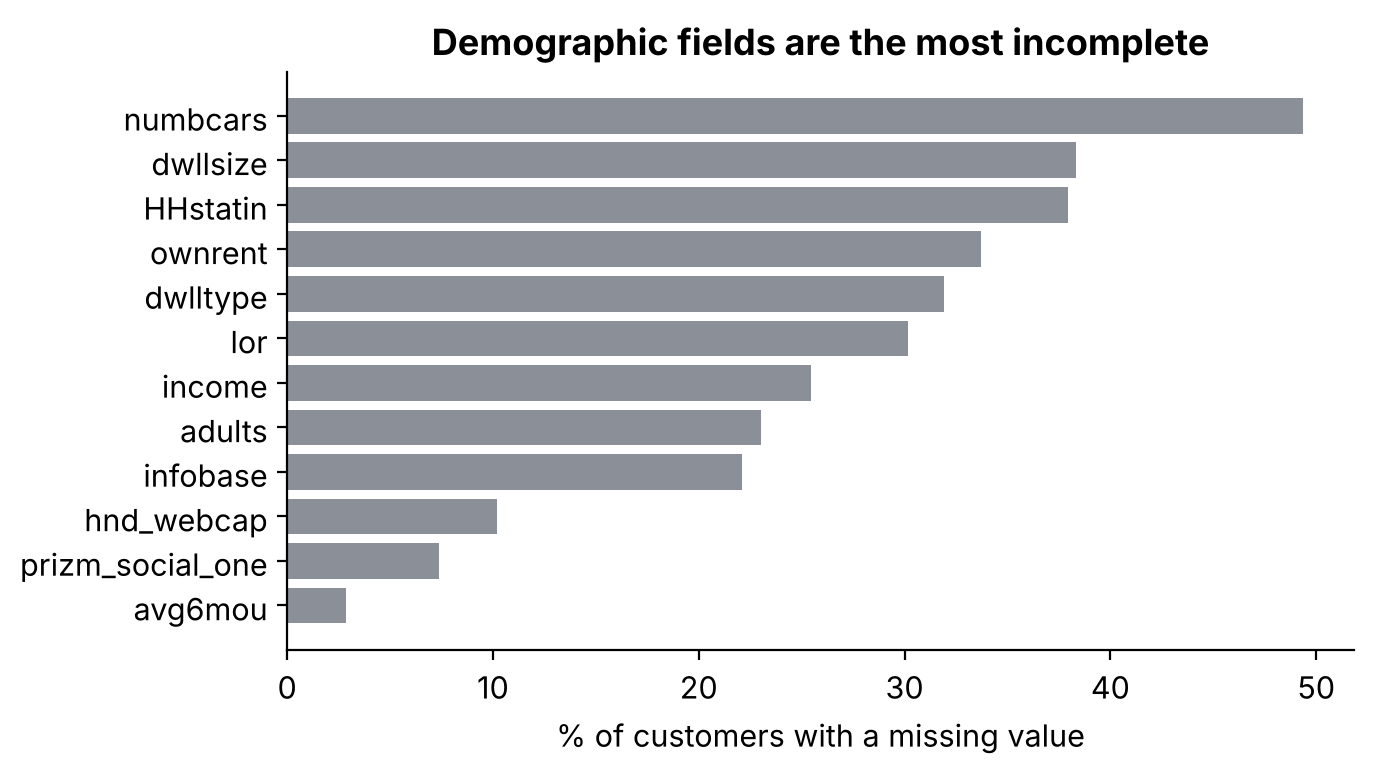 Demographic fields are the most incomplete
numbcars
dwllsize
HHstatin
ownrent
dwlltype
lor
income
adults
infobase
hnd_webcap
prizm_social_one
avg6mou
0 10 20 30 40 50
% of customers with a missing value